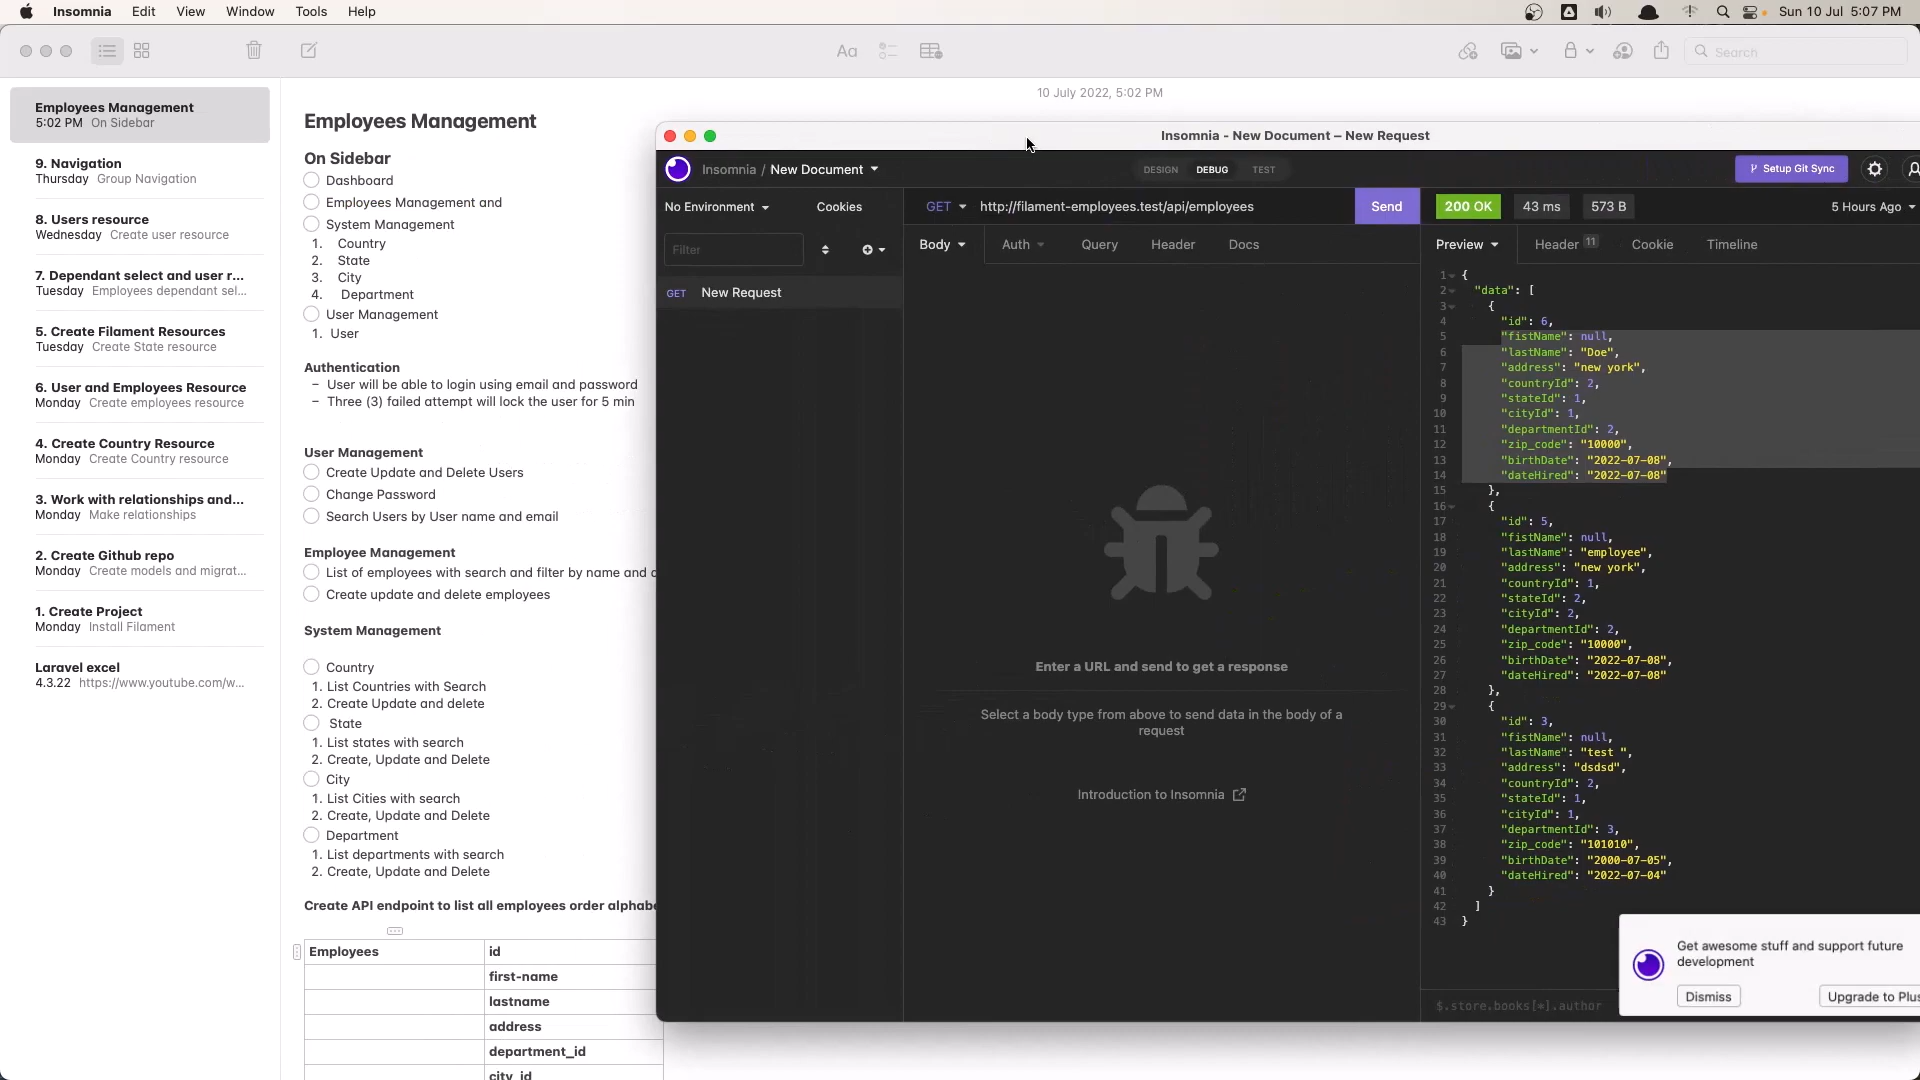 Insomnia Edit View Window Tools Help
Sun 10 Jul 5:07 PM
Aa
Search
Employees Management
5:02 PM On Sidebar
9. Navigation
Thursday Group Navigation
8. Users resource
Wednesday Create user resource
7. Dependant select and user r...
Tuesday Employees dependant sel...
5. Create Filament Resources
Tuesday Create State resource
6. User and Employees Resource
Monday Create employees resource
4. Create Country Resource
Monday Create Country resource
3. Work with relationships and...
Monday Make relationships
2. Create Github repo
Monday Create models and migrat...
1. Create Project
Monday Install Filament
Laravel excel
4.3.22 https://www.youtube.com/w...
10 July 2022, 5:02 PM
Employees Management
On Sidebar
Dashboard
Employees Management and
System Management
1. Country
2. State
3. City
4. Department
User Management
1. User
Authentication
– User will be able to login using email and password
– Three (3) failed attempt will lock the user for 5 min
User Management
Create Update and Delete Users
Change Password
Search Users by User name and email
Employee Management
List of employees with search and filter by name and
Create update and delete employees
System Management
Country
1. List Countries with Search
2. Create Update and delete
State
1. List states with search
2. Create, Update and Delete
City
1. List Cities with search
2. Create, Update and Delete
Department
1. List departments with search
2. Create, Update and Delete
Create API endpoint to list all employees order alphabe
Employees id
first-name
lastname
address
department_id
city_id
Insomnia - New Document – New Request
Insomnia / New Document
DESIGN DEBUG TEST
Setup Git Sync
No Environment Cookies
GET http://filament-employees.test/api/employees Send
200 OK 43 ms 573 B 5 Hours Ago
Filter
GET New Request
Body Auth Query Header Docs
Enter a URL and send to get a response
Select a body type from above to send data in the body of a
request
Introduction to Insomnia
Preview Header 11 Cookie Timeline
1 {
2 "data": [
3 {
4 "id": 6,
5 "fistName": null,
6 "lastName": "Doe",
7 "address": "new york",
8 "countryId": 2,
9 "stateId": 1,
10 "cityId": 1,
11 "departmentId": 2,
12 "zip_code": "10000",
13 "birthDate": "2022-07-08",
14 "dateHired": "2022-07-08"
15 },
16 {
17 "id": 5,
18 "fistName": null,
19 "lastName": "employee",
20 "address": "new york",
21 "countryId": 1,
22 "stateId": 2,
23 "cityId": 2,
24 "departmentId": 2,
25 "zip_code": "10000",
26 "birthDate": "2022-07-08",
27 "dateHired": "2022-07-08"
28 },
29 {
30 "id": 3,
31 "fistName": null,
32 "lastName": "test ",
33 "address": "dsdsd",
34 "countryId": 2,
35 "stateId": 1,
36 "cityId": 1,
37 "departmentId": 3,
38 "zip_code": "101010",
39 "birthDate": "2000-07-05",
40 "dateHired": "2022-07-04"
41 }
42 ]
43 }
$.store.books[*].author
Get awesome stuff and support future
development
Dismiss Upgrade to Plus